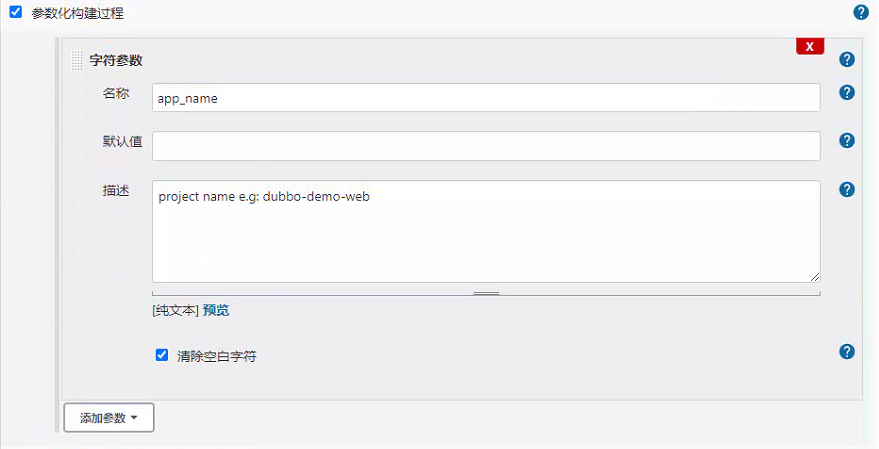 参数化构建过程
?
X
字符参数
?
名称
app_name
?
默认值
?
描述
project name e.g: dubbo-demo-web
?
[纯文本] 预览
清除空白字符
?
添加参数